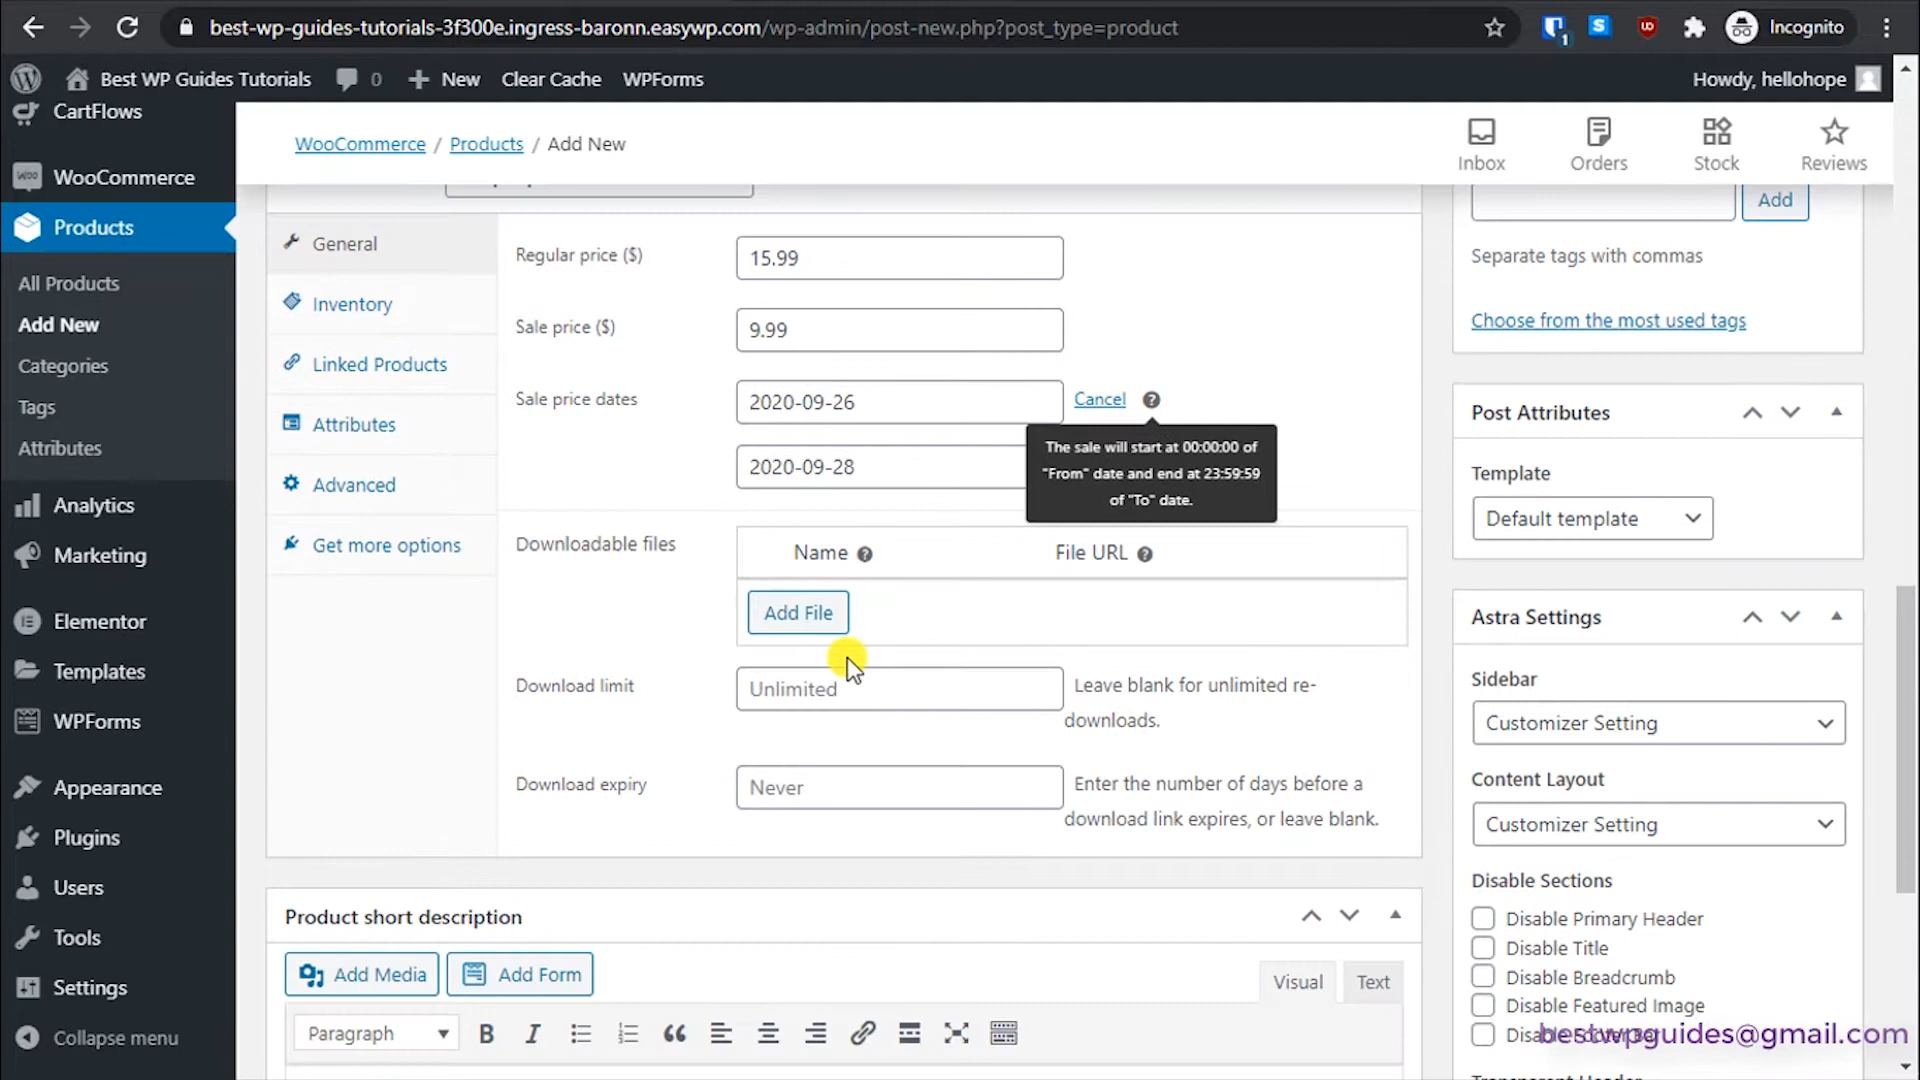 best-wp-guides-tutorials-3f300e.ingress-baronn.easywp.com/wp-admin/post-new.php?post_type=product
1
S
UD
Incognito
Best WP Guides Tutorials
0
New
Clear Cache
WPForms
Howdy, hellohope
CartFlows
WooCommerce
Products
All Products
Add New
Categories
Tags
Attributes
Analytics
Marketing
Elementor
Templates
WPForms
Appearance
Plugins
Users
Tools
Settings
Collapse menu
WooCommerce / Products / Add New
Inbox
Orders
Stock
Reviews
General
Inventory
Linked Products
Attributes
Advanced
Get more options
Regular price ($)
15.99
Sale price ($)
9.99
Sale price dates
2020-09-26
Cancel
2020-09-28
The sale will start at 00:00:00 of
"From" date and end at 23:59:59
of "To" date.
Downloadable files
Name
File URL
Add File
Download limit
Unlimited
Leave blank for unlimited re-
downloads.
Download expiry
Never
Enter the number of days before a
download link expires, or leave blank.
Product short description
Add Media
Add Form
Visual
Text
Paragraph
B
I
Add
Separate tags with commas
Choose from the most used tags
Post Attributes
Template
Default template
Astra Settings
Sidebar
Customizer Setting
Content Layout
Customizer Setting
Disable Sections
Disable Primary Header
Disable Title
Disable Breadcrumb
Disable Featured Image
bestwpguides@gmail.com